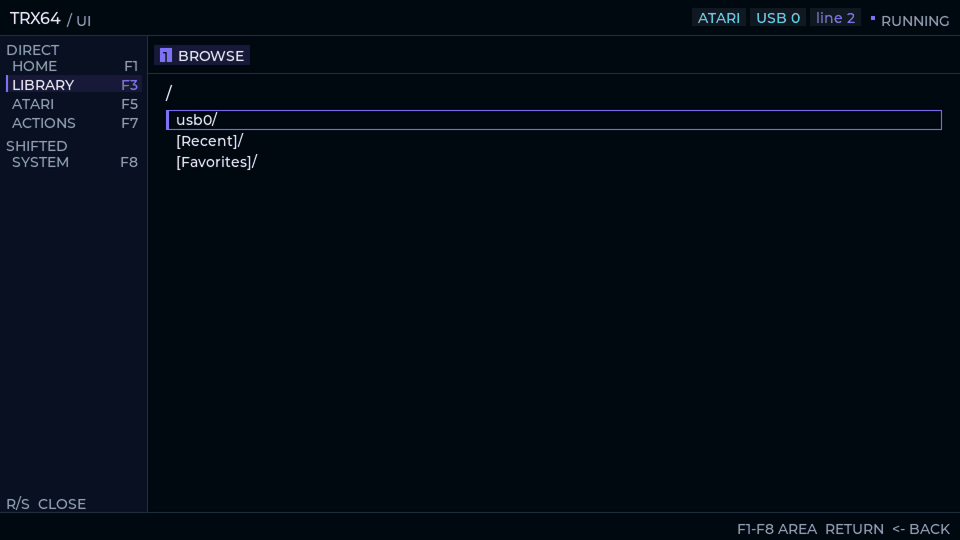 TRX64 / UI ATARI USB 0 line 2 RUNNING
DIRECT
HOME F1
LIBRARY F3
ATARI F5
ACTIONS F7
SHIFTED
SYSTEM F8
R/S CLOSE
1 BROWSE
/
usb0/
[Recent]/
[Favorites]/
F1-F8 AREA RETURN <- BACK